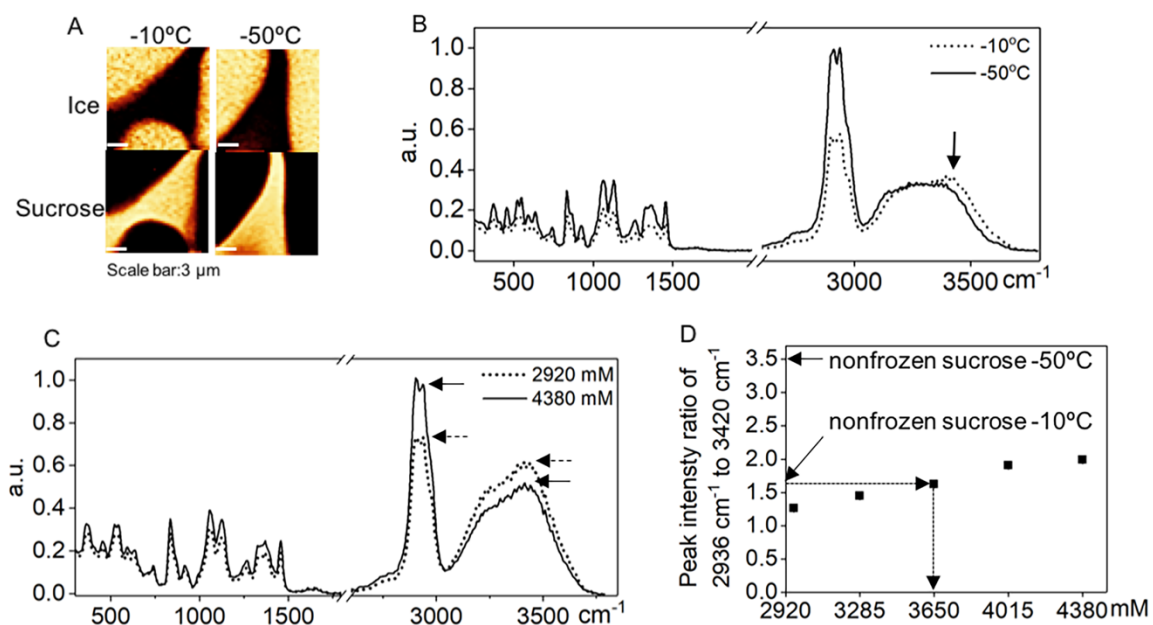 A
-10ºC -50ºC
Ice
Sucrose
Scale bar:3 µm
B
-10ºC
-50ºC
a.u.
1.0
0.8
0.6
0.4
0.2
0.0
500 1000 1500 3000 3500 cm-1
C
2920 mM
4380 mM
a.u.
1.0
0.8
0.6
0.4
0.2
0.0
500 1000 1500 3000 3500 cm-1
D
Peak intensty ratio of
2936 cm-1 to 3420 cm-1
3.5
3.0
2.5
2.0
1.5
1.0
0.5
0.0
nonfrozen sucrose -50ºC
nonfrozen sucrose -10ºC
2920 3285 3650 4015 4380 mM